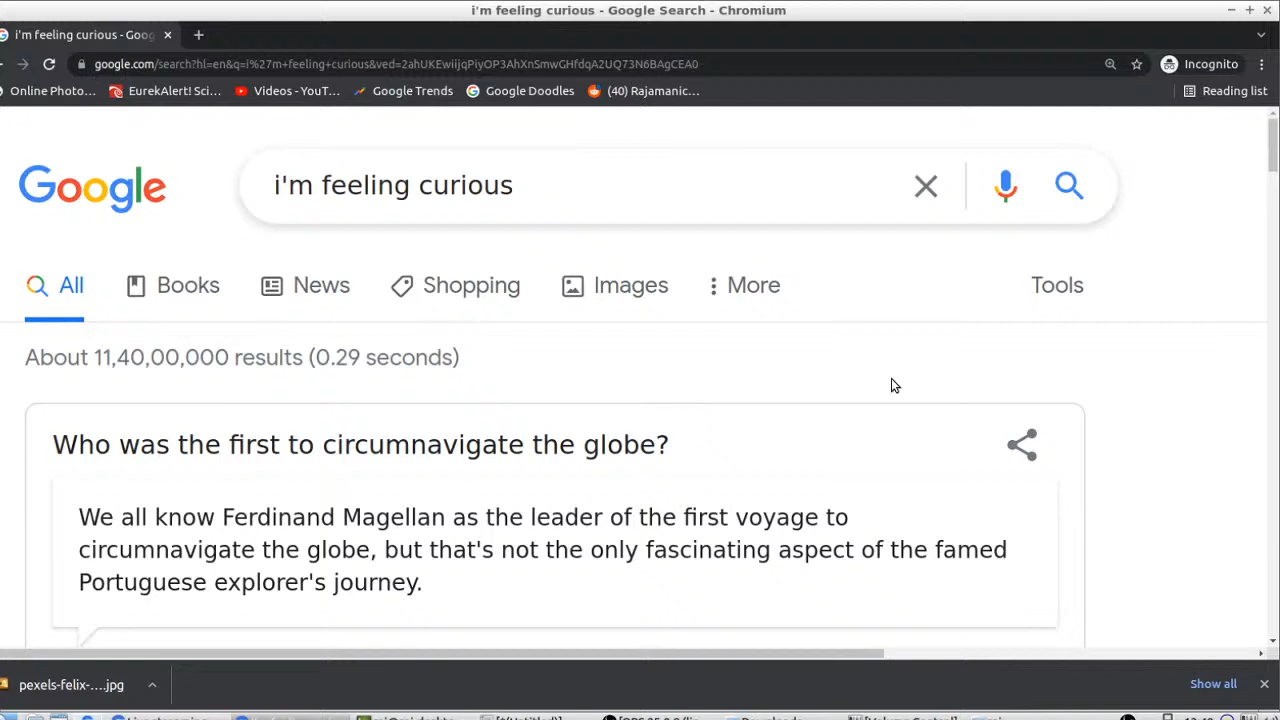 i'm feeling curious - Google Search - Chromium
i'm feeling curious - Goog
google.com/search?hl=en&q=i%27m+feeling+curious&ved=2ahUKEwiIjqPiyOP3AhXnSmwGHfdqA2UQ73N6BAgCEA0
Incognito
Online Photo... EurekAlert! Sci... Videos - YouT... Google Trends Google Doodles (40) Rajamanic... Reading list
Google i'm feeling curious
All Books News Shopping Images More Tools
About 11,40,00,000 results (0.29 seconds)
Who was the first to circumnavigate the globe?
We all know Ferdinand Magellan as the leader of the first voyage to
circumnavigate the globe, but that's not the only fascinating aspect of the famed
Portuguese explorer's journey.
pexels-felix-....jpg Show all